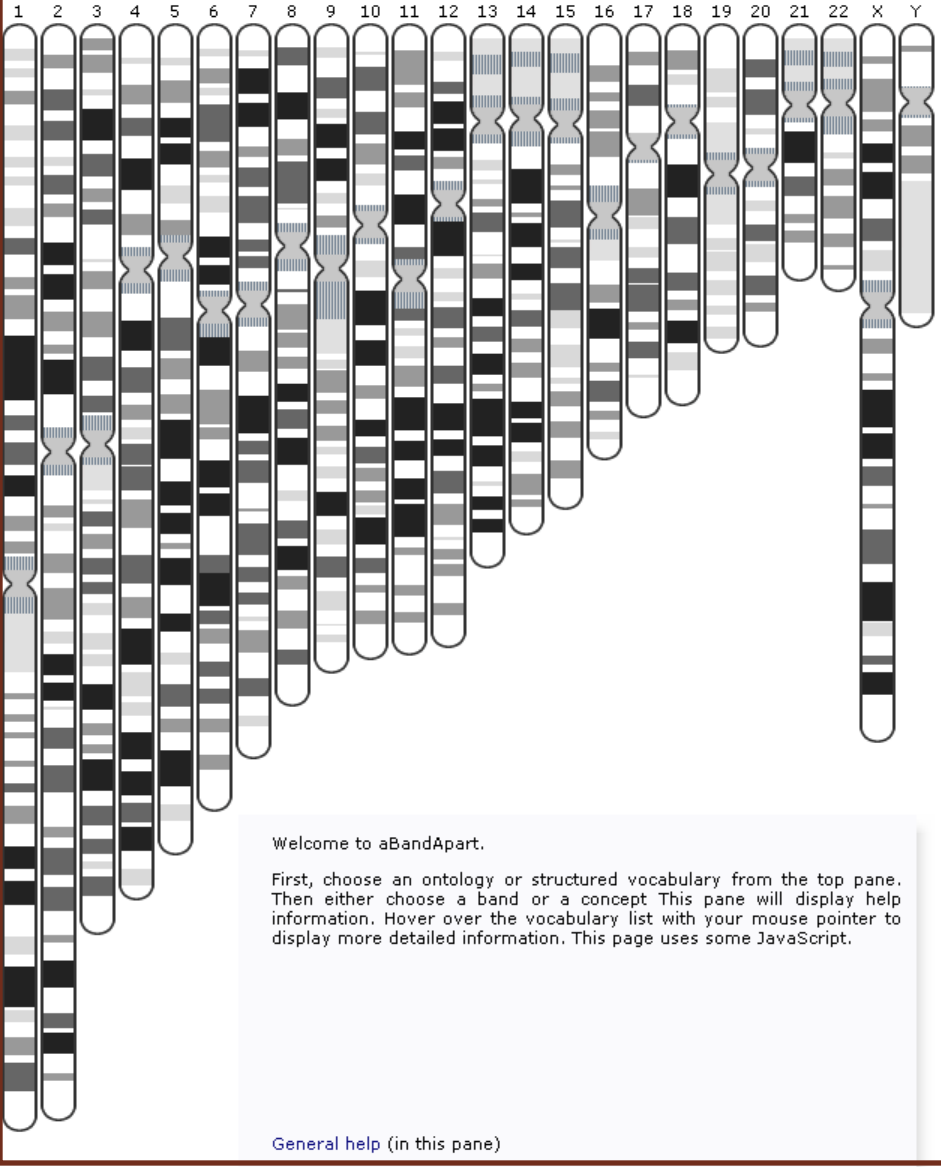 1 2 3 4 5 6 7 8 9 10 11 12 13 14 15 16 17 18 19 20 21 22 X Y
Welcome to aBandApart.
First, choose an ontology or structured vocabulary from the top pane.
Then either choose a band or a concept This pane will display help
information. Hover over the vocabulary list with your mouse pointer to
display more detailed information. This page uses some JavaScript.
General help (in this pane)